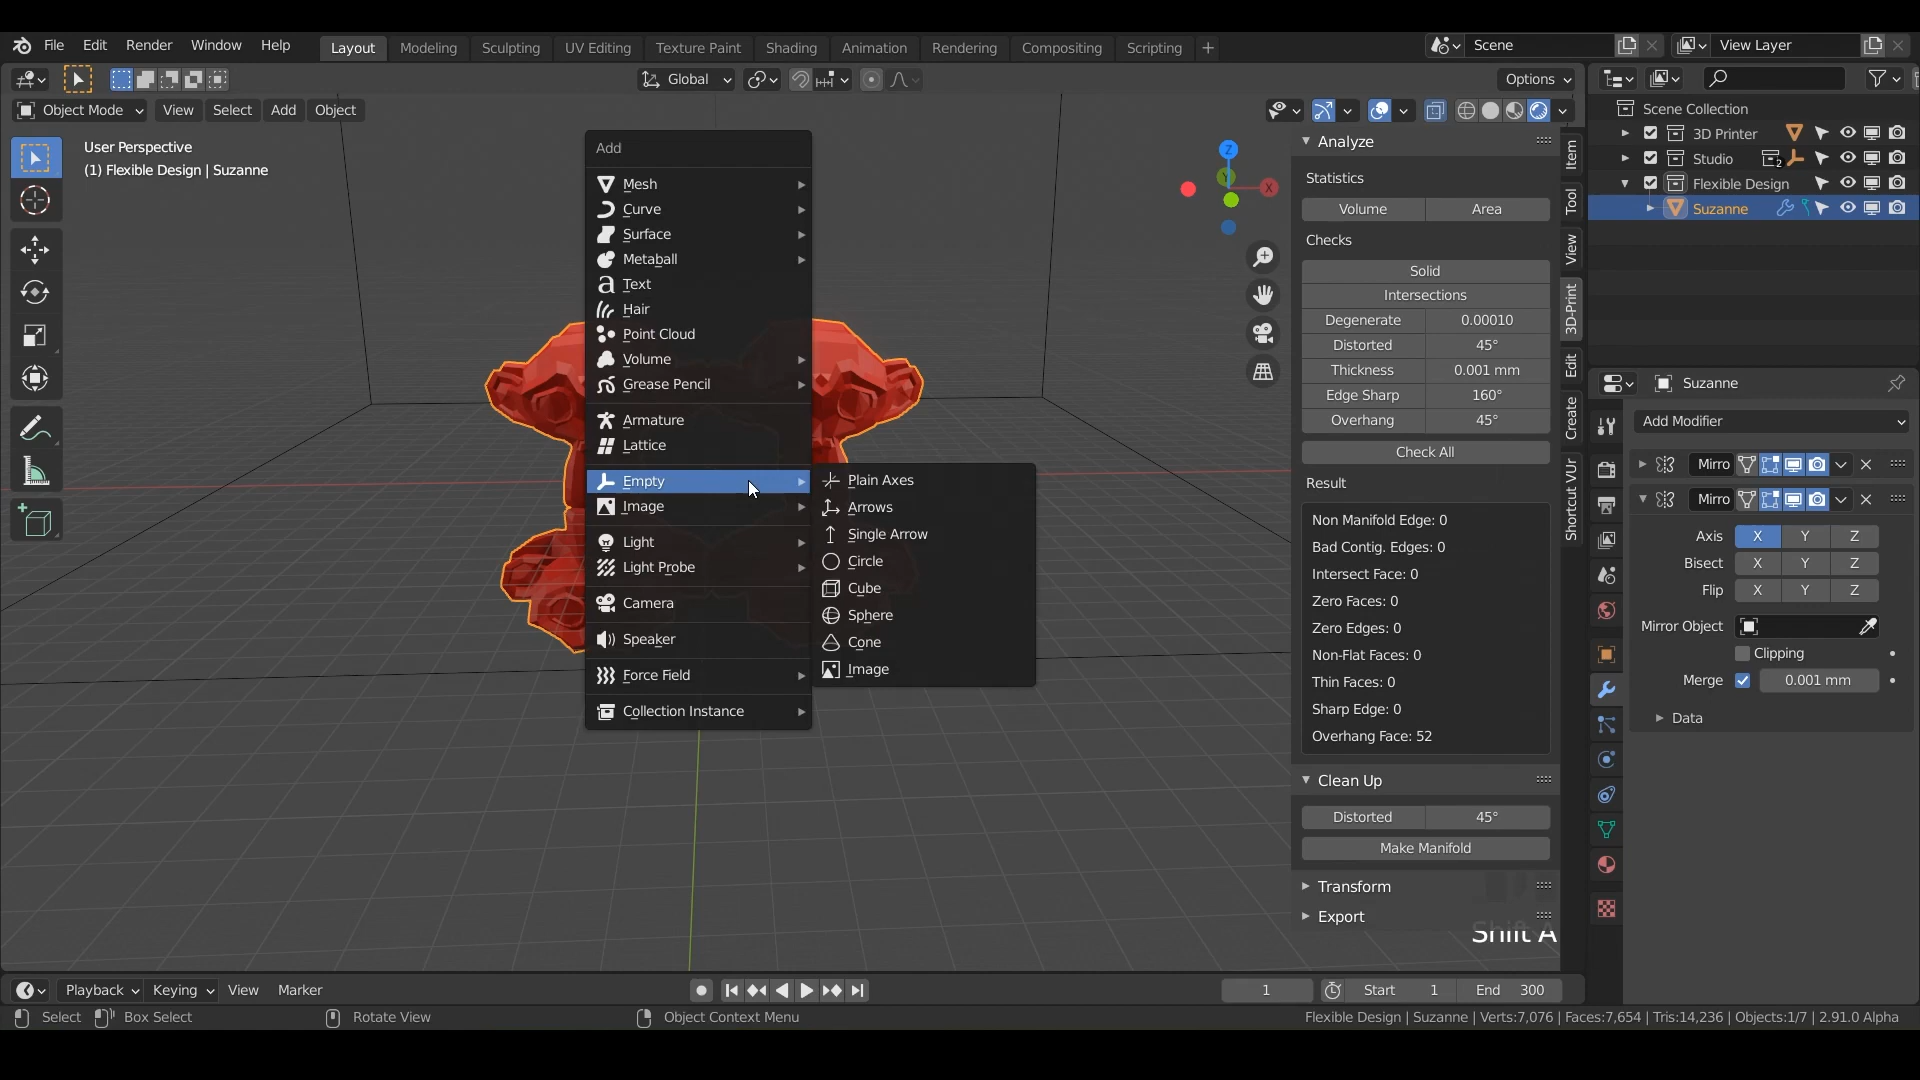 File Edit Render Window Help Layout Modeling Sculpting UV Editing Texture Paint Shading Animation Rendering Compositing Scripting + Scene View Layer
Global Options
Object Mode View Select Add Object
User Perspective
(1) Flexible Design | Suzanne
Add
Mesh
Curve
Surface
Metaball
Text
Hair
Point Cloud
Volume
Grease Pencil
Armature
Lattice
Empty
Image
Light
Light Probe
Camera
Speaker
Force Field
Collection Instance
Plain Axes
Arrows
Single Arrow
Circle
Cube
Sphere
Cone
Image
Z
Y
X
Analyze
Statistics
Volume Area
Checks
Solid
Intersections
Degenerate 0.00010
Distorted 45°
Thickness 0.001 mm
Edge Sharp 160°
Overhang 45°
Check All
Result
Non Manifold Edge: 0
Bad Contig. Edges: 0
Intersect Face: 0
Zero Faces: 0
Zero Edges: 0
Non-Flat Faces: 0
Thin Faces: 0
Sharp Edge: 0
Overhang Face: 52
Clean Up
Distorted 45°
Make Manifold
Transform
Export
Shift A
Item
Tool
View
3D-Print
Edit
Create
Shortcut VUr
Scene Collection
3D Printer
Studio 2
Flexible Design
Suzanne
Suzanne
Add Modifier
Mirro
Mirro
Axis X Y Z
Bisect X Y Z
Flip X Y Z
Mirror Object
Clipping
Merge 0.001 mm
Data
Playback Keying View Marker 1 Start 1 End 300
Select Box Select Rotate View Object Context Menu Flexible Design | Suzanne | Verts:7,076 | Faces:7,654 | Tris:14,236 | Objects:1/7 | 2.91.0 Alpha